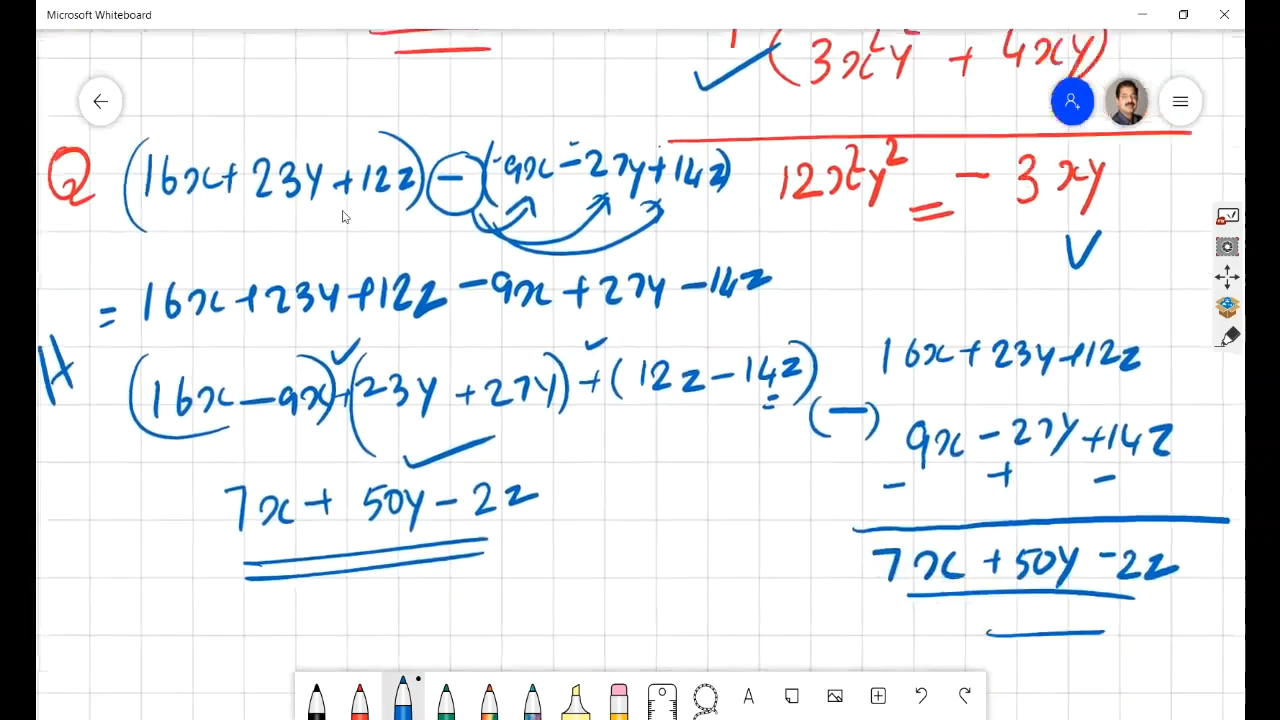 Microsoft Whiteboard
(3x²y² + 4xy)
12x²y² - 3xy
Q (16x+23y+12z) - (9x - 27y+14z)
= 16x+23y+12z - 9x + 27y - 14z
H (16x - 9x) + (23y + 27y) + (12z - 14z)
7x + 50y - 2z
16x+23y+12z
(-) 9x - 27y + 14z
- + -
7x + 50y - 2z
A